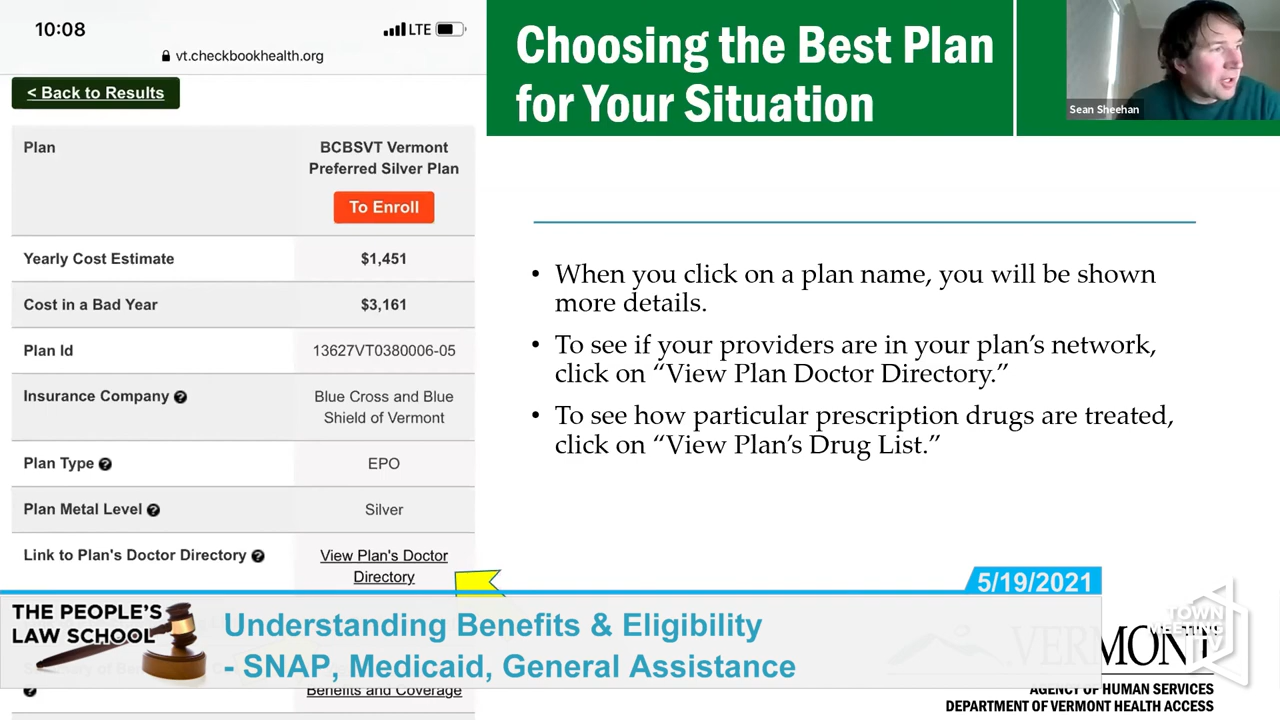 10:08
LTE
vt.checkbookhealth.org
< Back to Results
Plan
BCBSVT Vermont
Preferred Silver Plan
To Enroll
Yearly Cost Estimate
$1,451
Cost in a Bad Year
$3,161
Plan Id
13627VT0380006-05
Insurance Company
Blue Cross and Blue
Shield of Vermont
Plan Type
EPO
Plan Metal Level
Silver
Link to Plan's Doctor Directory
View Plan's Doctor
Directory
Benefits and Coverage
Choosing the Best Plan
for Your Situation
Sean Sheehan
• When you click on a plan name, you will be shown
more details.
• To see if your providers are in your plan’s network,
click on “View Plan Doctor Directory.”
• To see how particular prescription drugs are treated,
click on “View Plan’s Drug List.”
5/19/2021
THE PEOPLE'S
LAW SCHOOL
Understanding Benefits & Eligibility
- SNAP, Medicaid, General Assistance
TOWN
MEETING
TV
VERMONT
AGENCY OF HUMAN SERVICES
DEPARTMENT OF VERMONT HEALTH ACCESS